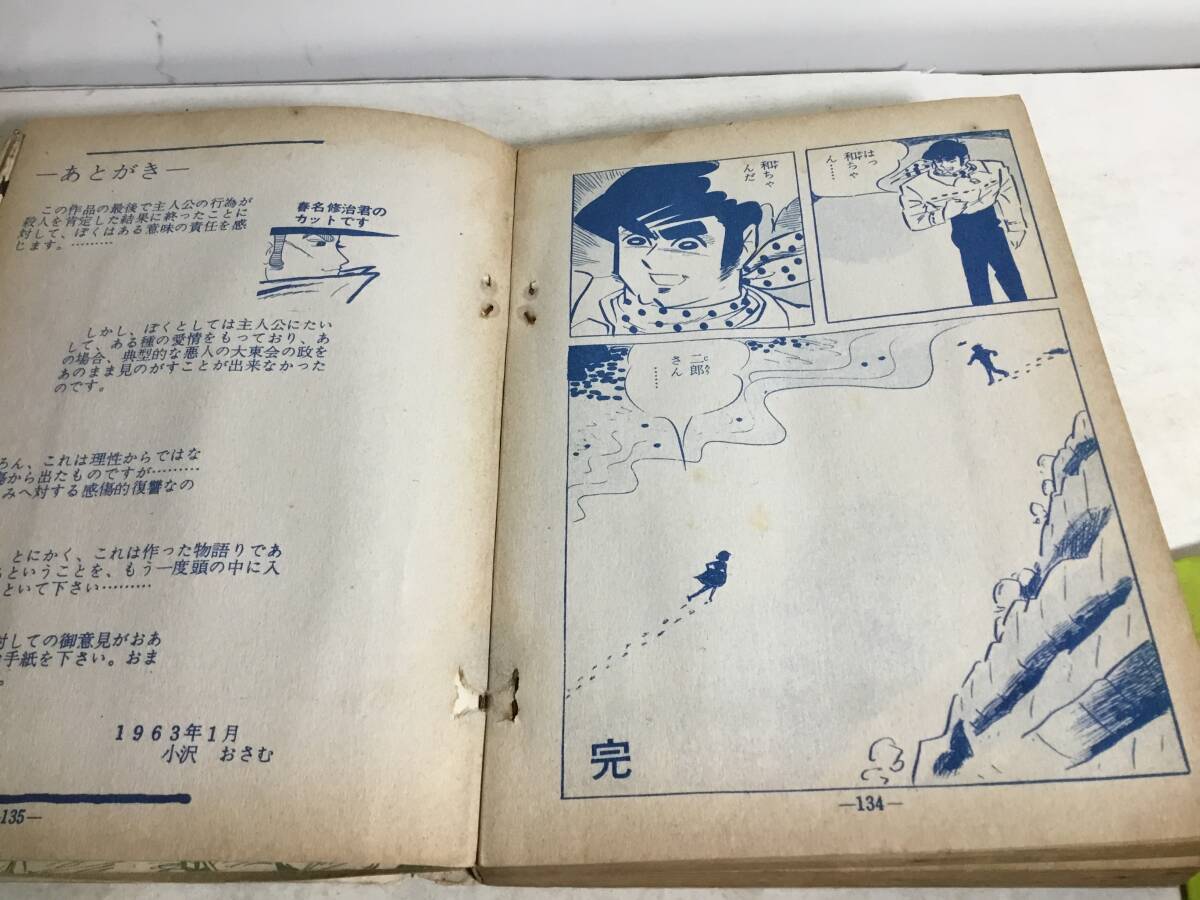 はっ
和ちゃ
ん……
和ちゃ
んだ
二郎
さん
……
完
—134—
—あとがき—
この作品の最後で主人公の行為が
殺人を肯定した結果に終ったことに
対して、ぼくはある意味の責任を感
じます。………
春名修治君の
カットです
しかし、ぼくとしては主人公にたい
して、ある種の愛情をもっており、あ
の場合、典型的な悪人の大東会の政を
あのまま見のがすことが出来なかった
のです。
ろん、これは理性からではな
傷から出たものですが………
みへ対する感傷的復讐なの
とにかく、これは作った物語りであ
るということを、もう一度頭の中に入
といて下さい………
対しての御意見がおあ
手紙を下さい。おま
。
1963年1月
小沢 おさむ
135—